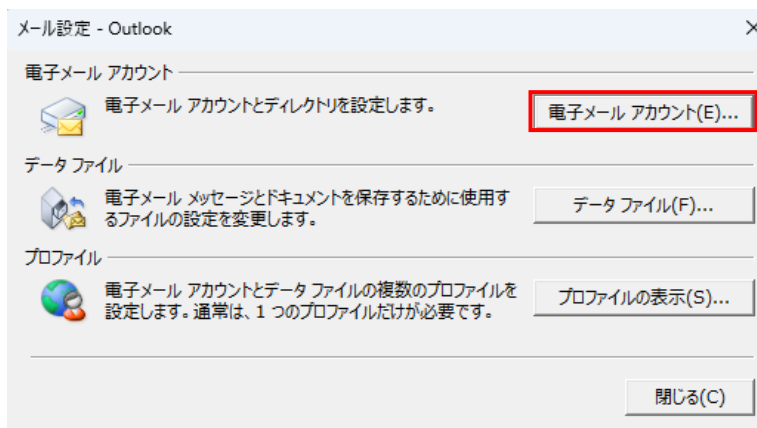 メール設定 - Outlook
電子メール アカウント
電子メール アカウントとディレクトリを設定します。
電子メール アカウント(E)...
データ ファイル
電子メール メッセージとドキュメントを保存するために使用す
るファイルの設定を変更します。
データ ファイル(F)...
プロファイル
電子メール アカウントとデータ ファイルの複数のプロファイルを
設定します。通常は、1 つのプロファイルだけが必要です。
プロファイルの表示(S)...
閉じる(C)